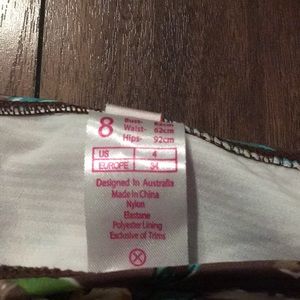 8
Waist- 62cm
Hips- 92cm
US 4
EUROPE 34
Designed In Australia
Made In China
Nylon
Elastane
Polyester Lining
Exclusive of Trims